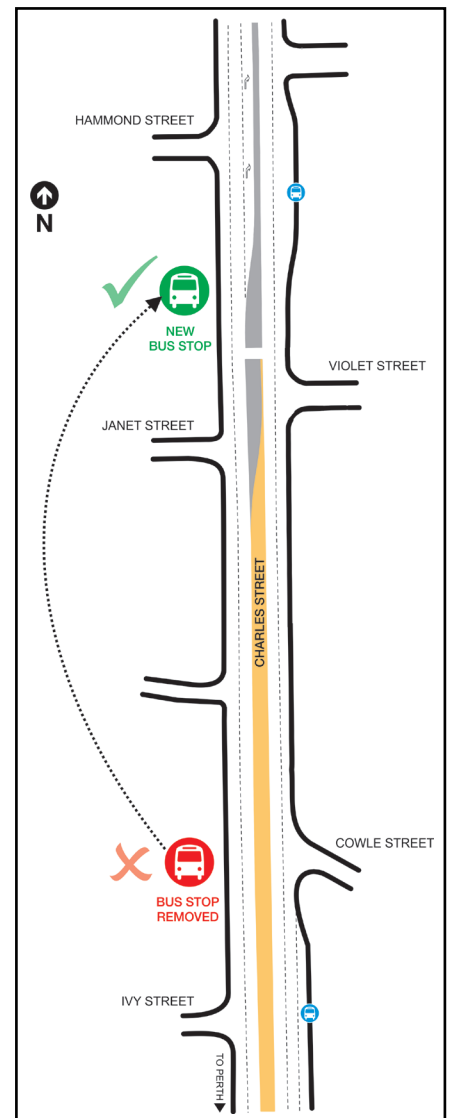 HAMMOND STREET
N
NEW
BUS STOP
VIOLET STREET
JANET STREET
CHARLES STREET
COWLE STREET
BUS STOP
REMOVED
IVY STREET
TO PERTH